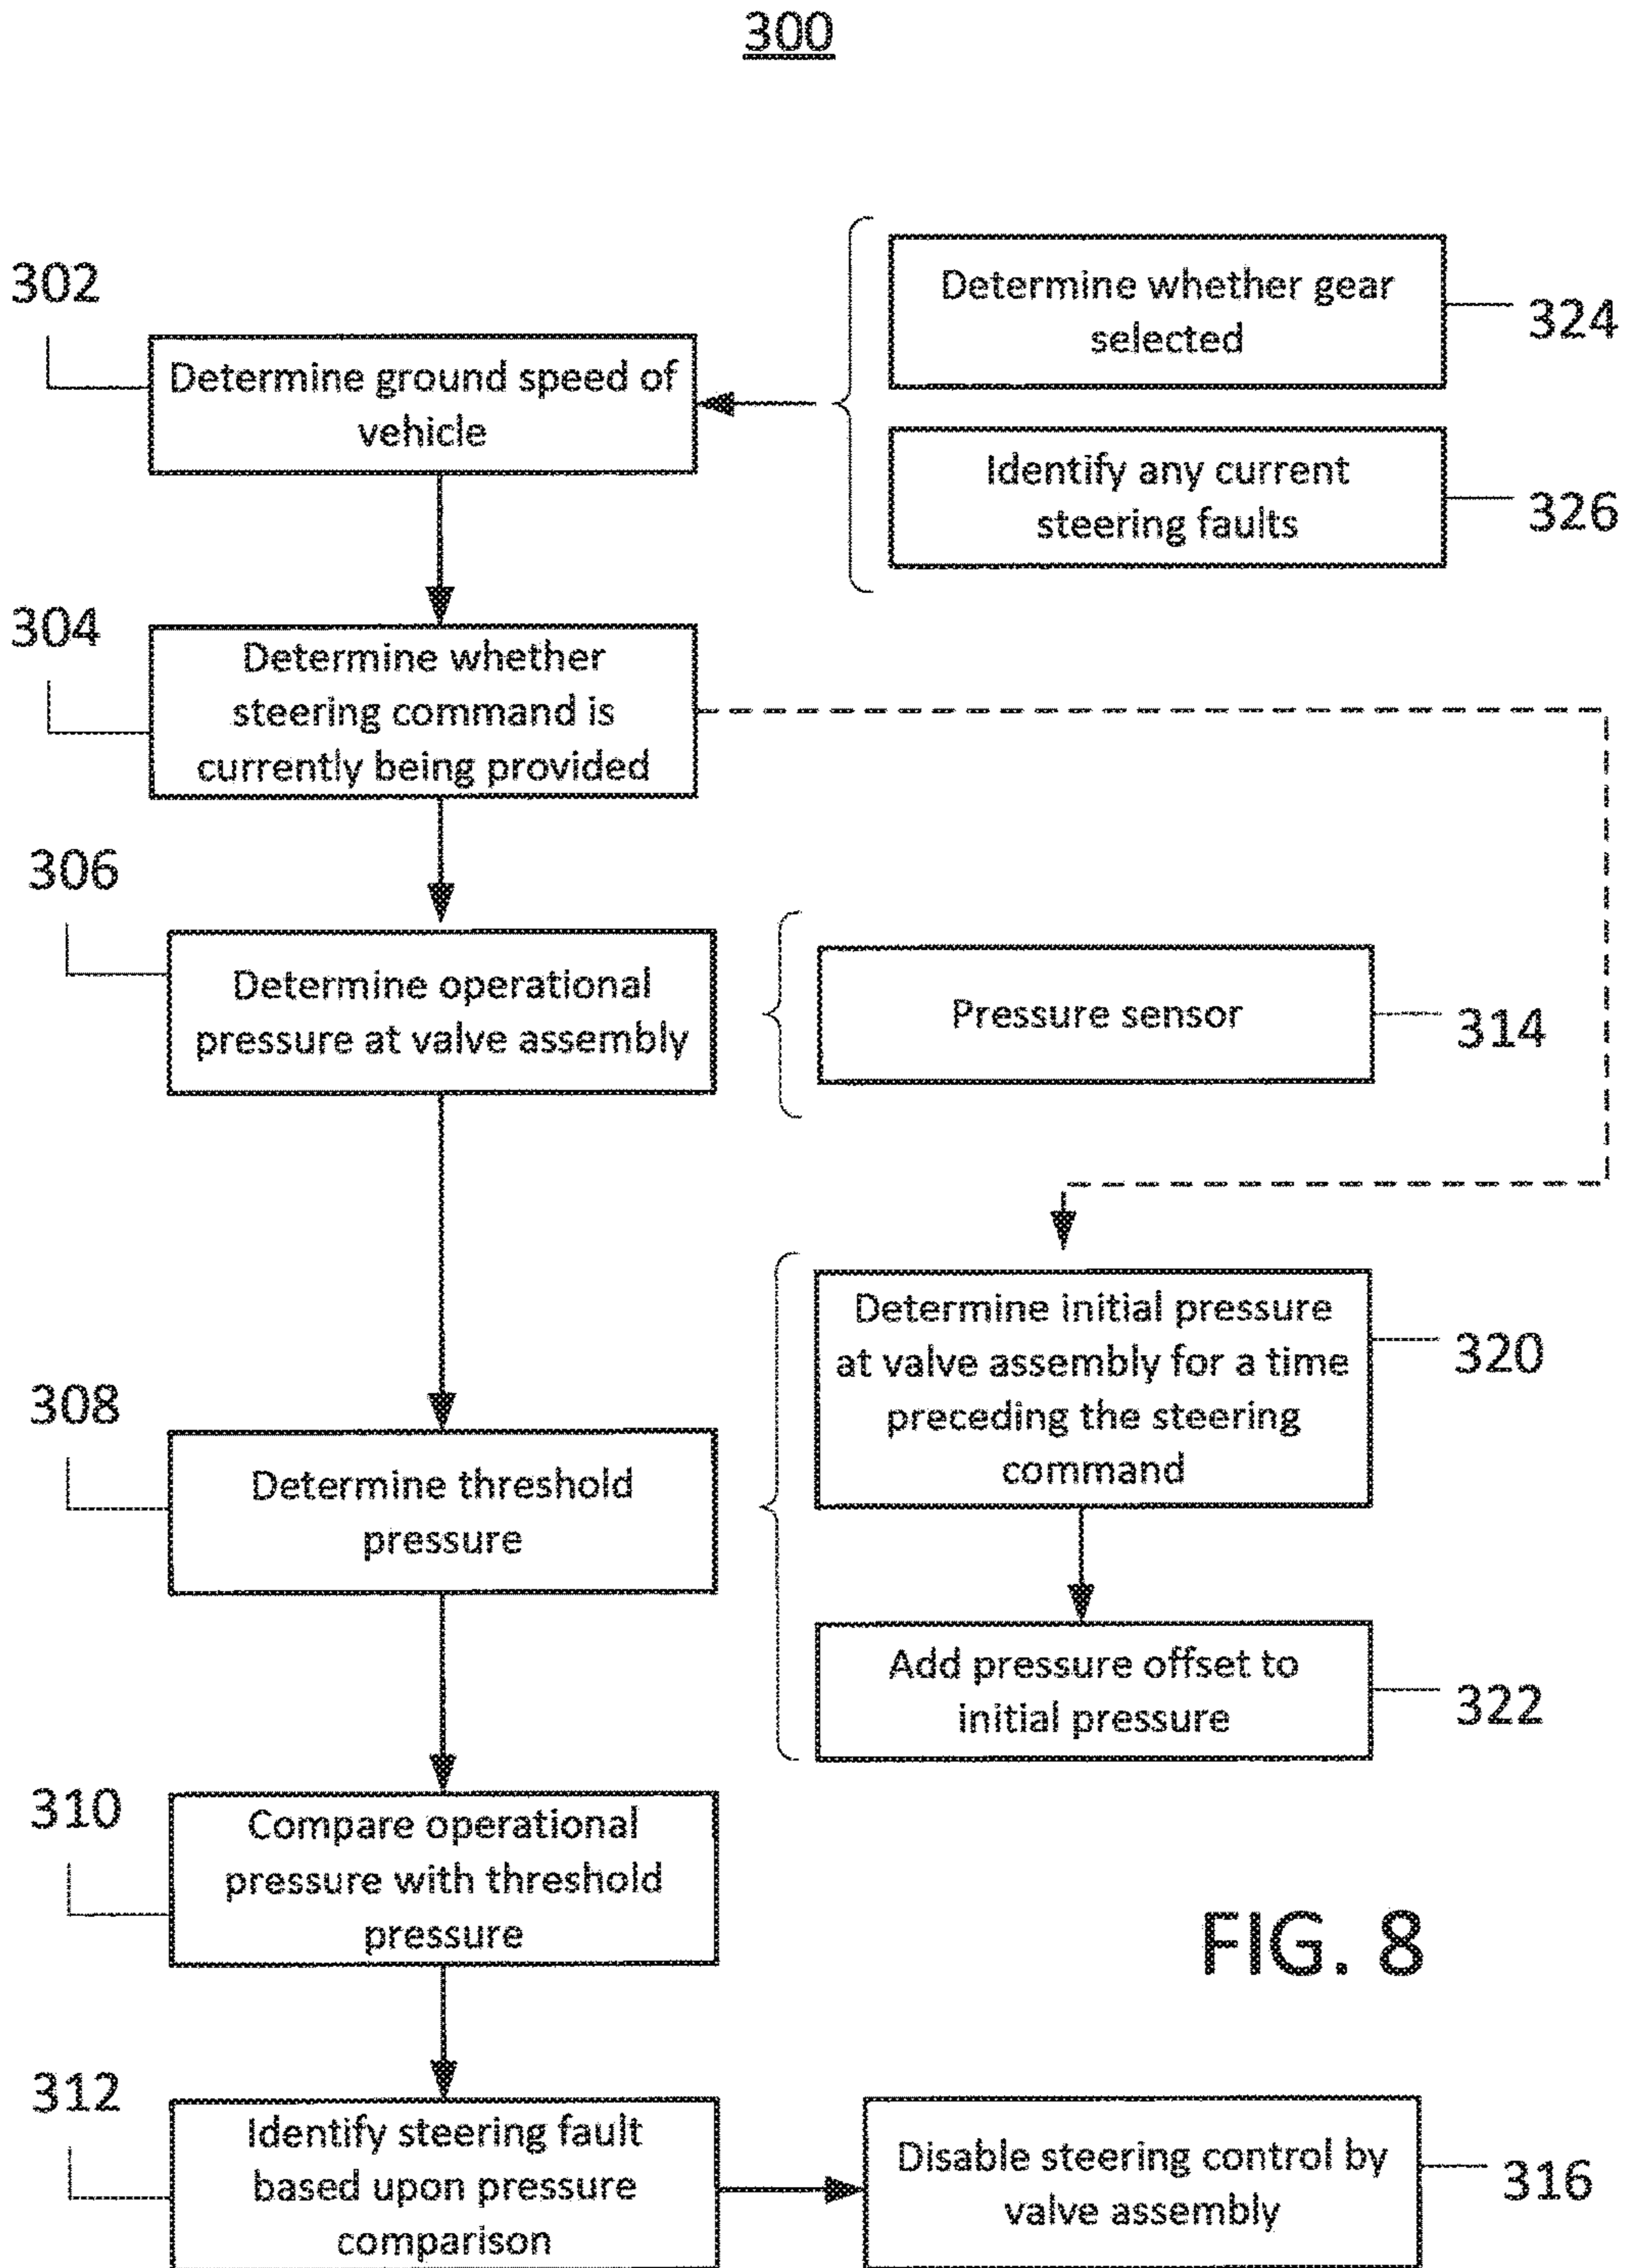 300
302
Determine ground speed of
vehicle
Determine whether gear
selected
324
Identify any current
steering faults
326
304
Determine whether
steering command is
currently being provided
306
Determine operational
pressure at valve assembly
Pressure sensor
314
Determine initial pressure
at valve assembly for a time
preceding the steering
command
320
308
Determine threshold
pressure
Add pressure offset to
initial pressure
322
310
Compare operational
pressure with threshold
pressure
FIG. 8
312
Identify steering fault
based upon pressure
comparison
Disable steering control by
valve assembly
316